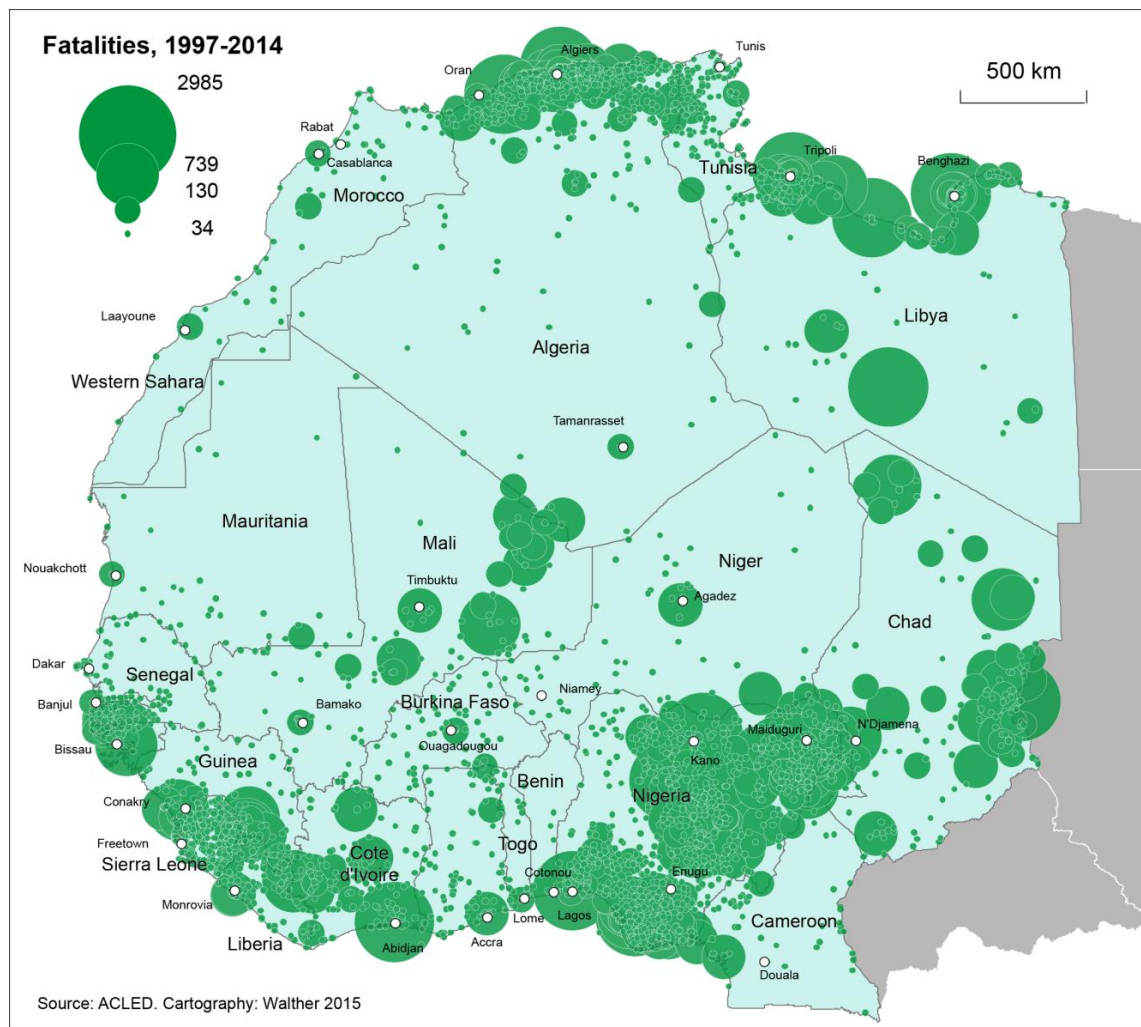 Fatalities, 1997-2014
2985
739
130
34
500 km
Algiers
Oran
Tunis
Rabat
Casablanca
Morocco
Tunisia
Tripoli
Benghazi
Laayoune
Western Sahara
Algeria
Libya
Tamanrasset
Mauritania
Mali
Niger
Chad
Nouakchott
Timbuktu
Agadez
Dakar
Senegal
Banjul
Bissau
Bamako
Burkina Faso
Ouagadougou
Niamey
Maiduguri
N'Djamena
Kano
Guinea
Benin
Nigeria
Conakry
Freetown
Sierra Leone
Cote
d'Ivoire
Togo
Cotonou
Enugu
Monrovia
Lome
Lagos
Liberia
Abidjan
Accra
Cameroon
Douala
Source: ACLED. Cartography: Walther 2015